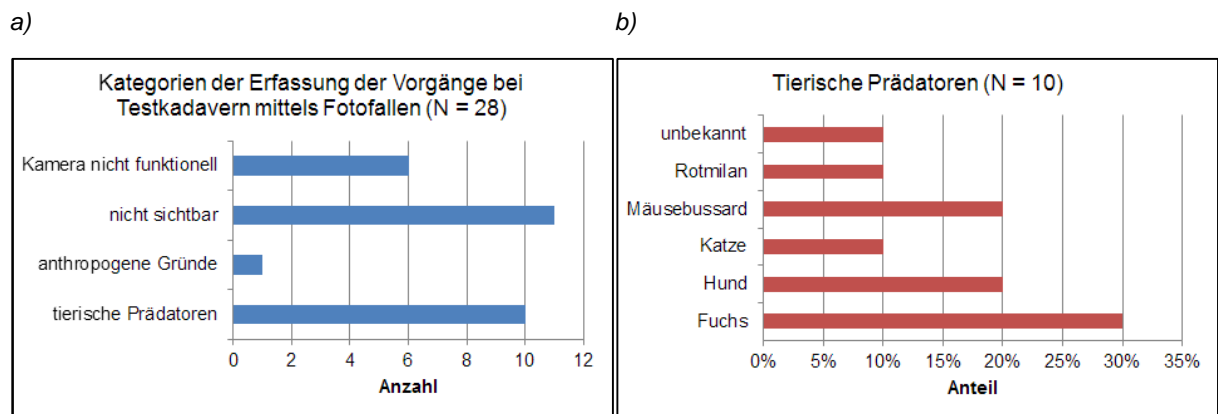 a)
b)
Kategorien der Erfassung der Vorgänge bei
Testkadavern mittels Fotofallen (N = 28)
Kamera nicht funktionell
nicht sichtbar
anthropogene Gründe
tierische Prädatoren
0 2 4 6 8 10 12
Anzahl
Tierische Prädatoren (N = 10)
unbekannt
Rotmilan
Mäusebussard
Katze
Hund
Fuchs
0% 5% 10% 15% 20% 25% 30% 35%
Anteil